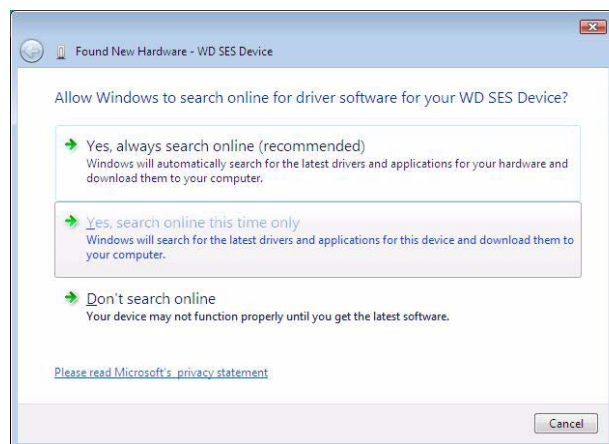 Found New Hardware - WD SES Device
Allow Windows to search online for driver software for your WD SES Device?
Yes, always search online (recommended)
Windows will automatically search for the latest drivers and applications for your hardware and
download them to your computer.
Yes, search online this time only
Windows will search for the latest drivers and applications for this device and download them to
your computer.
Don't search online
Your device may not function properly until you get the latest software.
Please read Microsoft's privacy statement
Cancel